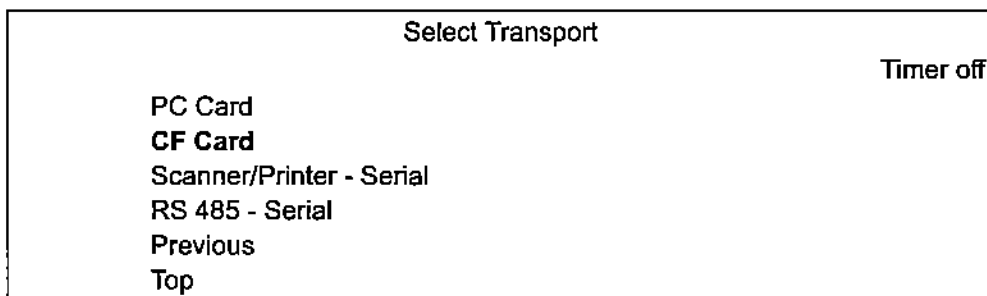 Select Transport
Timer off
PC Card
CF Card
Scanner/Printer - Serial
RS 485 - Serial
Previous
Top